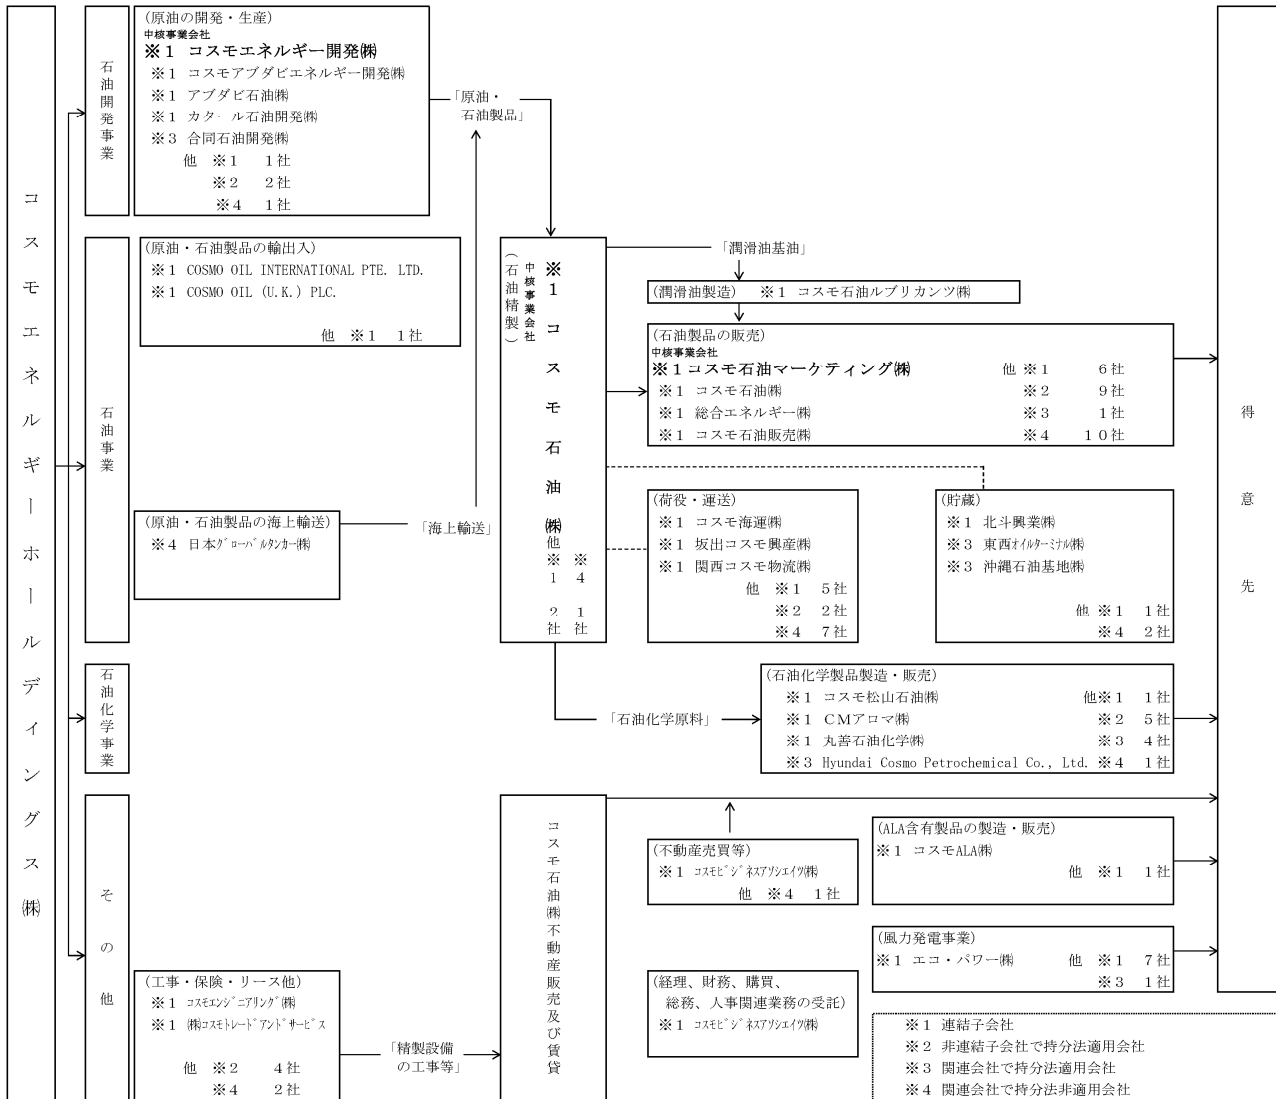 コスモエネルギーホールディングス㈱
石油開発事業
(原油の開発・生産)
中核事業会社
※1 コスモエネルギー開発㈱
※1 コスモアブダビエネルギー開発㈱
※1 アブダビ石油㈱
※1 カタール石油開発㈱
※3 合同石油開発㈱
他 ※1 1社
※2 2社
※4 1社
「原油・
石油製品」
石油事業
(原油・石油製品の輸出入)
※1 COSMO OIL INTERNATIONAL PTE. LTD.
※1 COSMO OIL (U.K.) PLC.
他 ※1 1社
(原油・石油製品の海上輸送)
※4 日本グローバルタンカー㈱
「海上輸送」
※1 コスモ石油㈱
中核事業会社
(石油精製)
他 ※1 2社
※4 1社
「潤滑油基油」
(潤滑油製造) ※1 コスモ石油ルブリカンツ㈱
(石油製品の販売)
中核事業会社
※1 コスモ石油マーケティング㈱ 他 ※1 6社
※1 コスモ石油㈱ ※2 9社
※1 総合エネルギー㈱ ※3 1社
※1 コスモ石油販売㈱ ※4 10社
(荷役・運送)
※1 コスモ海運㈱
※1 坂出コスモ興産㈱
※1 関西コスモ物流㈱
他 ※1 5社
※2 2社
※4 7社
(貯蔵)
※1 北斗興業㈱
※3 東西オイルターミナル㈱
※3 沖縄石油基地㈱
他 ※1 1社
※4 2社
石油化学事業
「石油化学原料」
(石油化学製品製造・販売)
※1 コスモ松山石油㈱ 他※1 1社
※1 CMアロマ㈱ ※2 5社
※1 丸善石油化学㈱ ※3 4社
※3 Hyundai Cosmo Petrochemical Co., Ltd. ※4 1社
その他
(工事・保険・リース他)
※1 コスモエンジニアリング㈱
※1 ㈱コスモトレードアンドサービス
他 ※2 4社
※4 2社
「精製設備
の工事等」
コスモ石油㈱不動産販売及び賃貸
(不動産売買等)
※1 コスモビジネスアソシエイツ㈱
他 ※4 1社
(ALA含有製品の製造・販売)
※1 コスモALA㈱
他 ※1 1社
(風力発電事業)
※1 エコ・パワー㈱ 他 ※1 7社
※3 1社
(経理、財務、購買、
総務、人事関連業務の受託)
※1 コスモビジネスアソシエイツ㈱
得意先
※1 連結子会社
※2 非連結子会社で持分法適用会社
※3 関連会社で持分法適用会社
※4 関連会社で持分法非適用会社